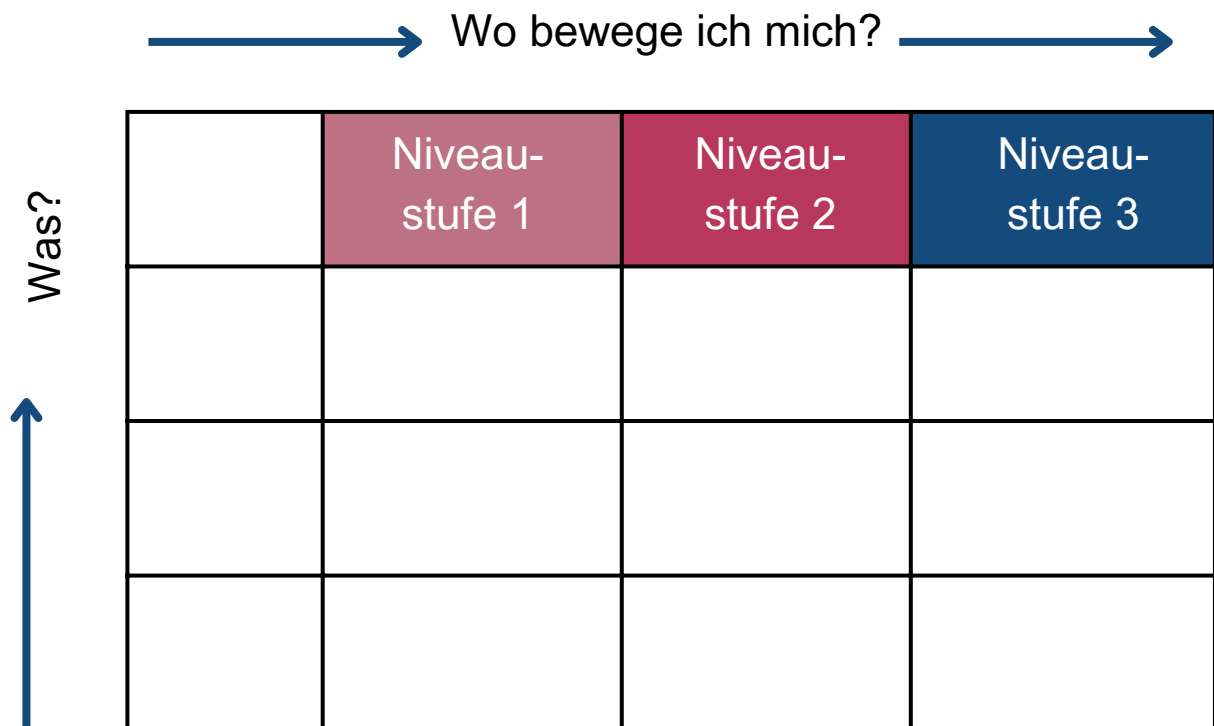 Wo bewege ich mich?
Niveau-
stufe 1
Niveau-
stufe 2
Niveau-
stufe 3
Was?